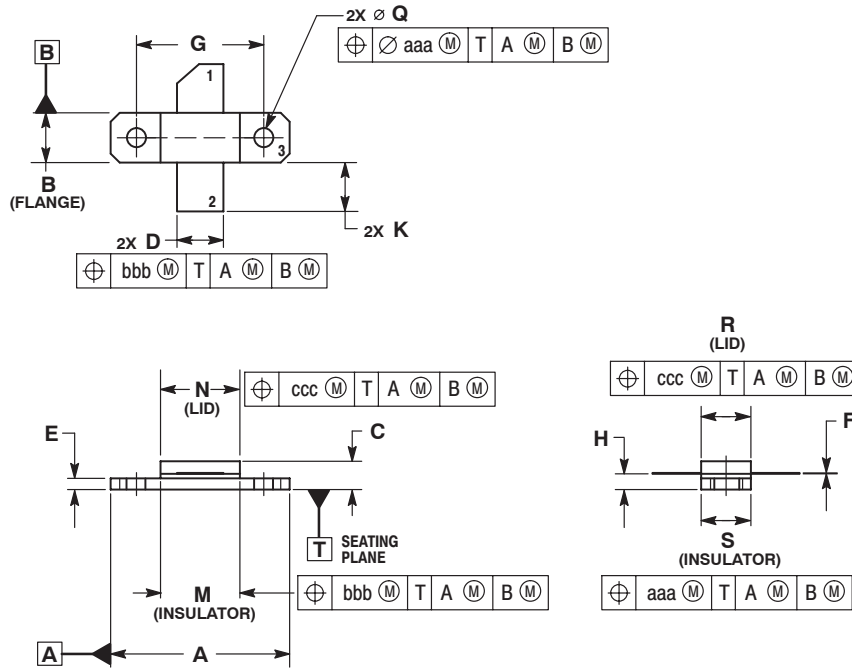 2X ⌀ Q
⌖ ⌀ aaa Ⓜ T A Ⓜ B Ⓜ
G
B
1
3
B
(FLANGE)
2
2X K
2X D
⌖ bbb Ⓜ T A Ⓜ B Ⓜ
R
(LID)
⌖ ccc Ⓜ T A Ⓜ B Ⓜ
N
(LID)
⌖ ccc Ⓜ T A Ⓜ B Ⓜ
E
C
H
F
T
SEATING
PLANE
S
(INSULATOR)
⌖ aaa Ⓜ T A Ⓜ B Ⓜ
M
(INSULATOR)
⌖ bbb Ⓜ T A Ⓜ B Ⓜ
A
A